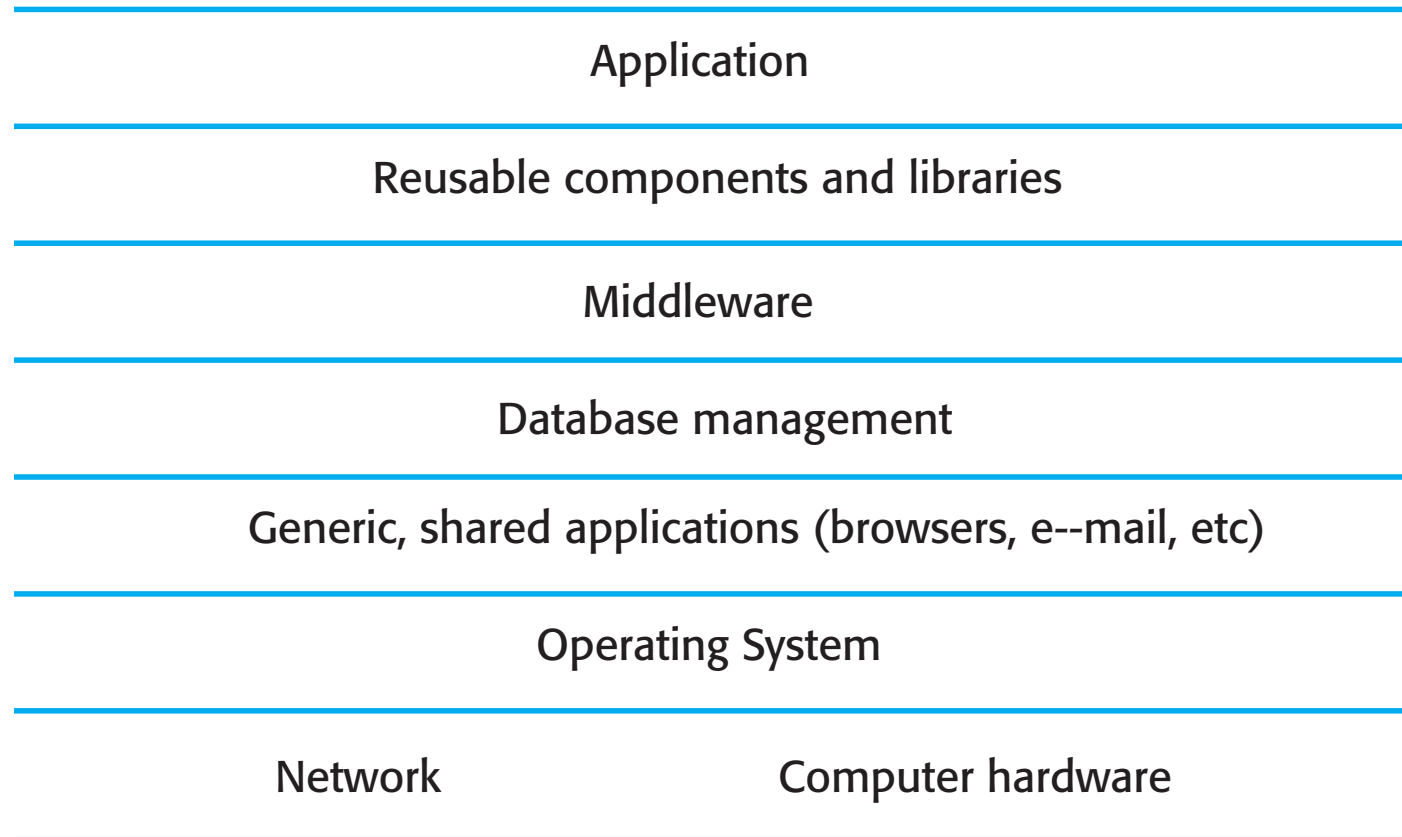 Application
Reusable components and libraries
Middleware
Database management
Generic, shared applications (browsers, e--mail, etc)
Operating System
Network Computer hardware